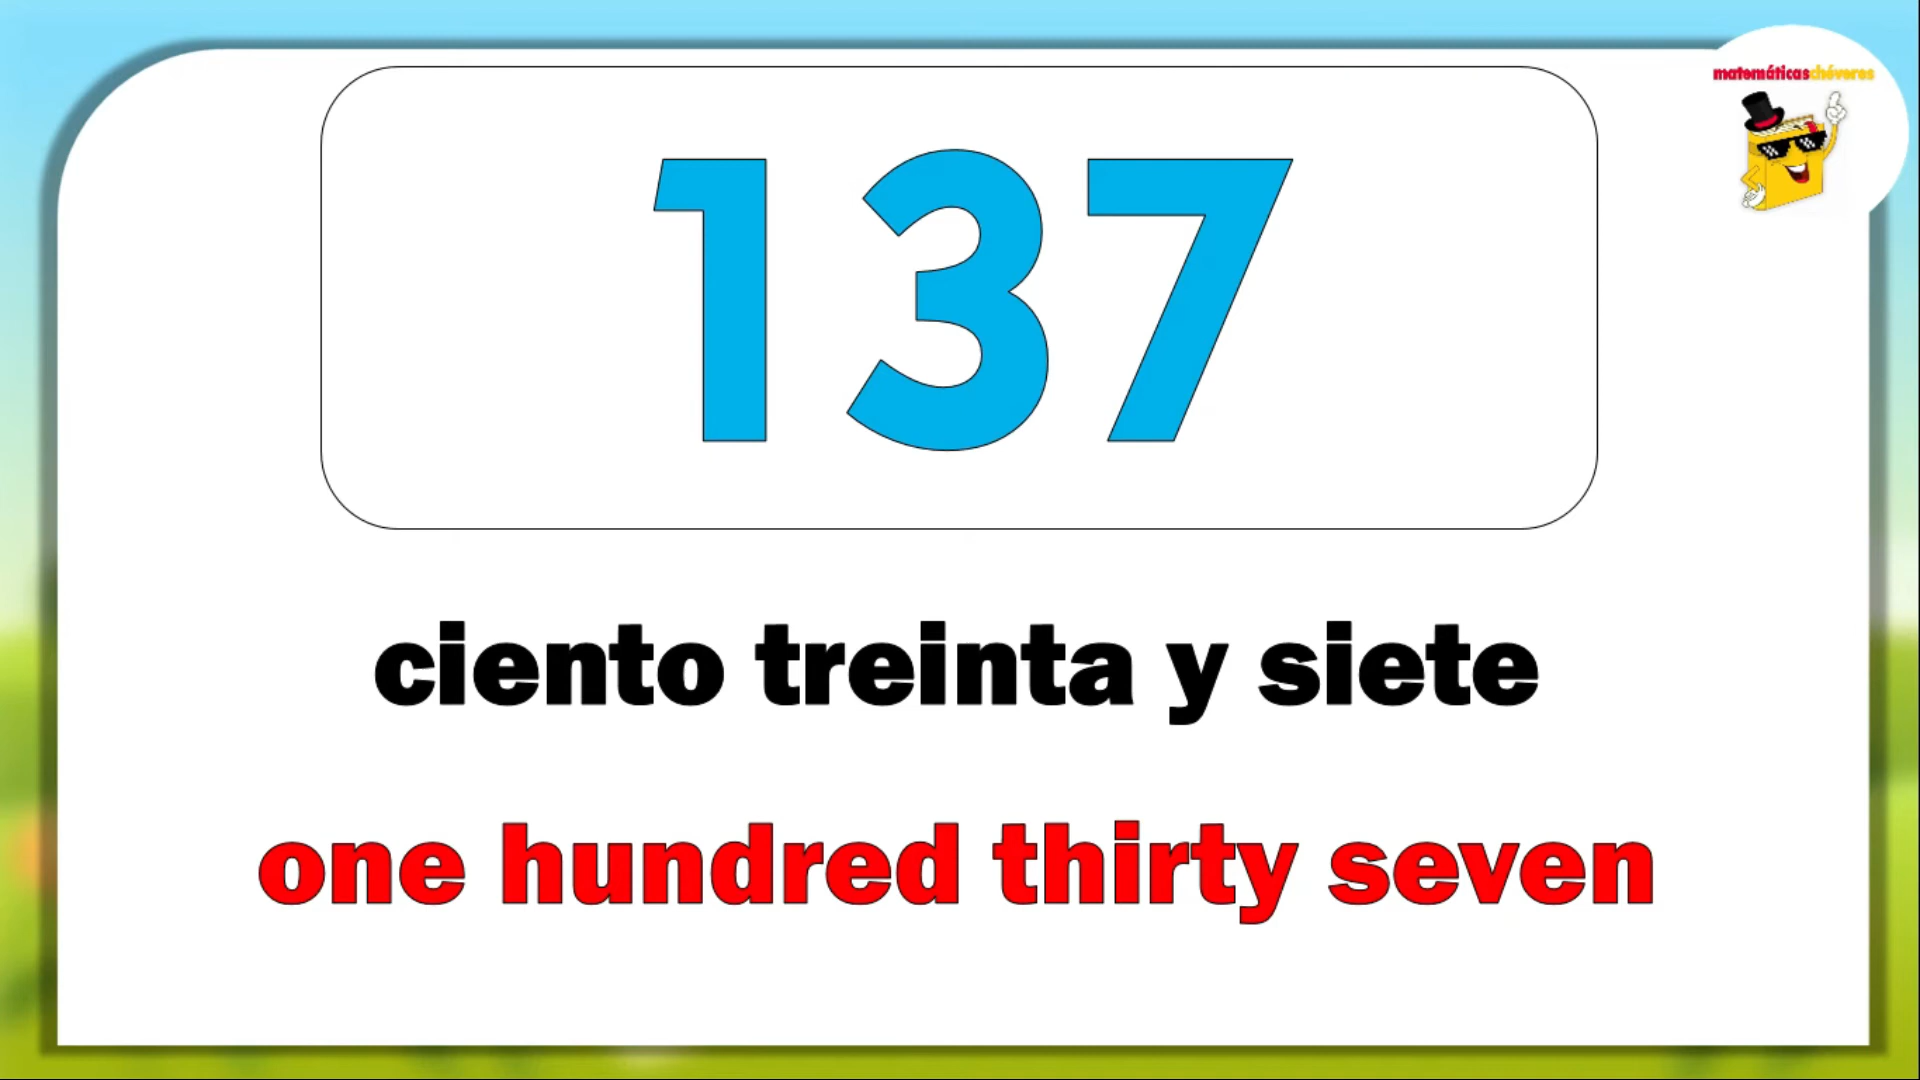 matemáticaschéveres
137
ciento treinta y siete
one hundred thirty seven